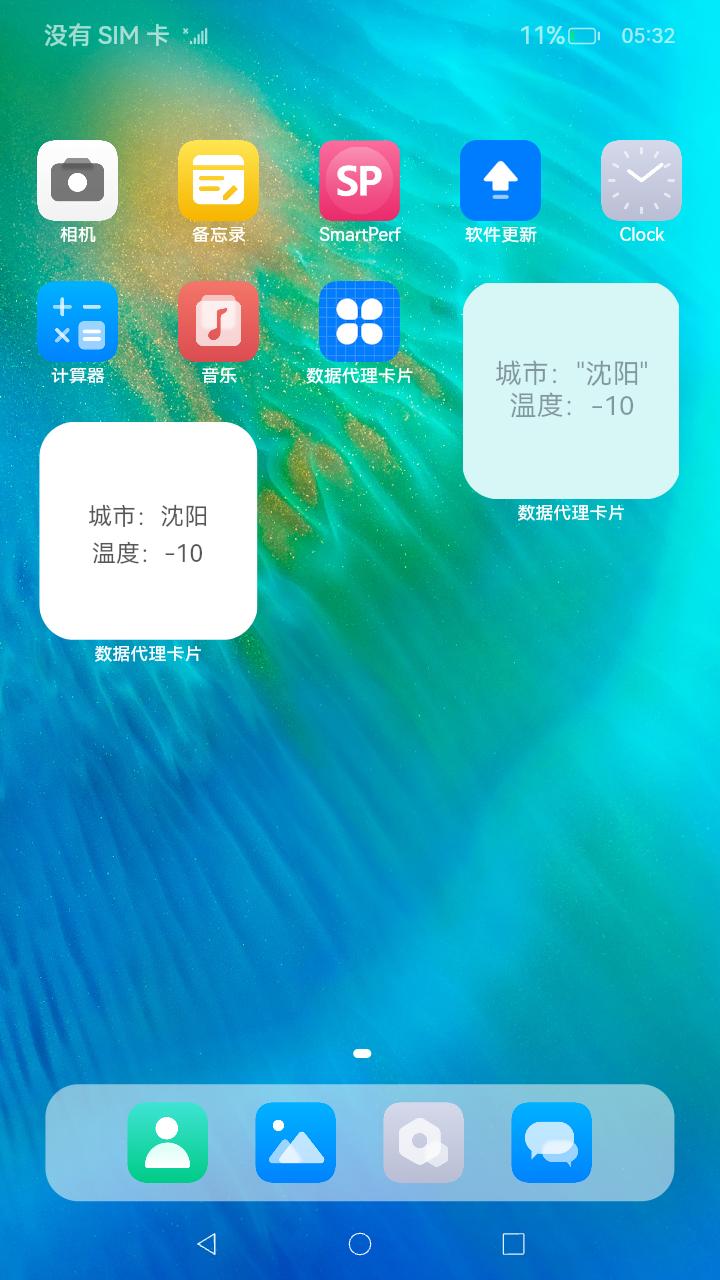 没有 SIM 卡
11%
05:32
相机
备忘录
SP
SmartPerf
软件更新
Clock
计算器
音乐
数据代理卡片
城市："沈阳"
温度：-10
数据代理卡片
城市：沈阳
温度：-10
数据代理卡片